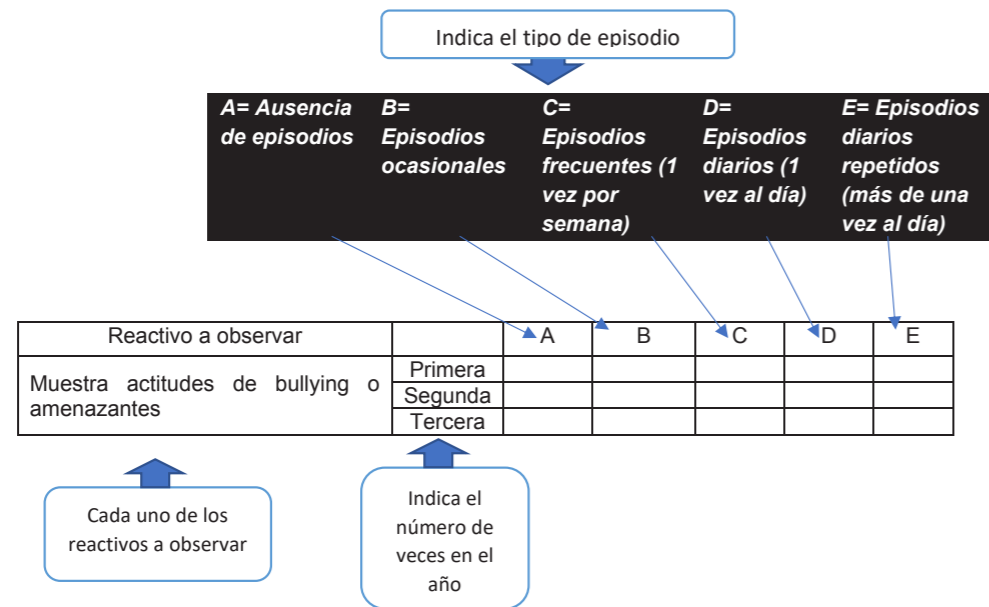 Indica el tipo de episodio
A= Ausencia
de episodios
B=
Episodios
ocasionales
C=
Episodios
frecuentes (1
vez por
semana)
D=
Episodios
diarios (1
vez al día)
E= Episodios
diarios
repetidos
(más de una
vez al día)
Reactivo a observar
A
B
C
D
E
Muestra actitudes de bullying o
amenazantes
Primera
Segunda
Tercera
Cada uno de los
reactivos a observar
Indica el
número de
veces en el
año